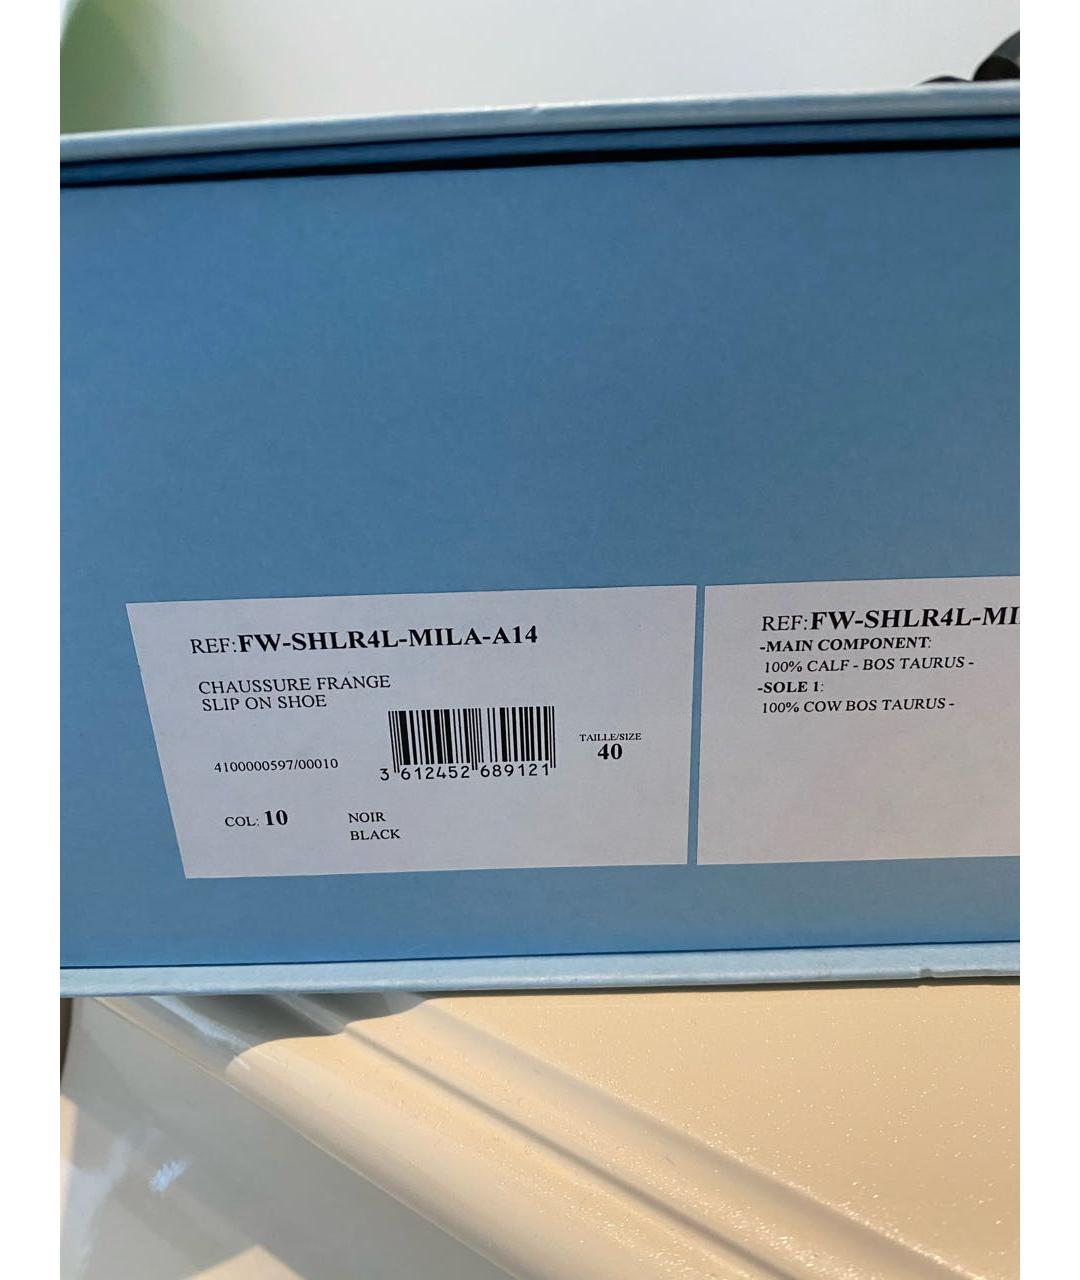 REF:FW-SHLR4L-MILA-A14
CHAUSSURE FRANGE
SLIP ON SHOE
4100000597/00010
3 612452 689121
TAILLE/SIZE
40
COL: 10
NOIR
BLACK
REF:FW-SHLR4L-MI
-MAIN COMPONENT:
100% CALF - BOS TAURUS -
-SOLE 1:
100% COW BOS TAURUS -